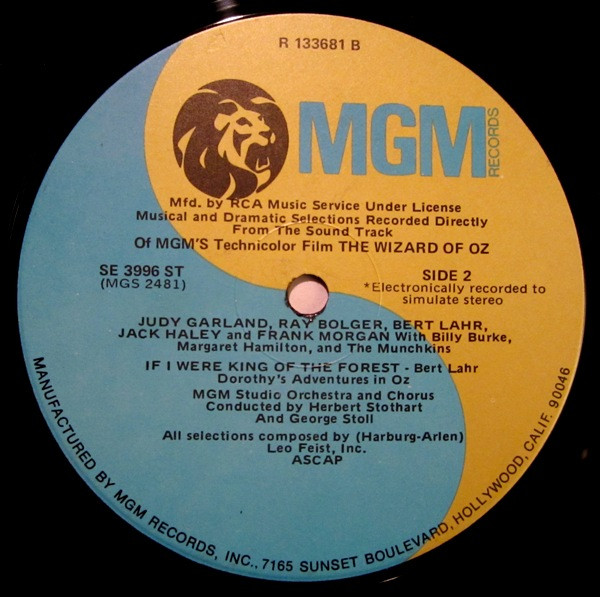 R 133681 B
MGM
RECORDS
Mfd. by RCA Music Service Under License
Musical and Dramatic Selections Recorded Directly
From The Sound Track
Of MGM'S Technicolor Film THE WIZARD OF OZ
SE 3996 ST
(MGS 2481)
SIDE 2
*Electronically recorded to
simulate stereo
JUDY GARLAND, RAY BOLGER, BERT LAHR,
JACK HALEY and FRANK MORGAN With Billy Burke,
Margaret Hamilton, and The Munchkins
IF I WERE KING OF THE FOREST - Bert Lahr
Dorothy's Adventures in Oz
MGM Studio Orchestra and Chorus
Conducted by Herbert Stothart
And George Stoll
All selections composed by (Harburg-Arlen)
Leo Feist, Inc.
ASCAP
MANUFACTURED BY MGM RECORDS, INC., 7165 SUNSET BOULEVARD, HOLLYWOOD, CALIF. 90046